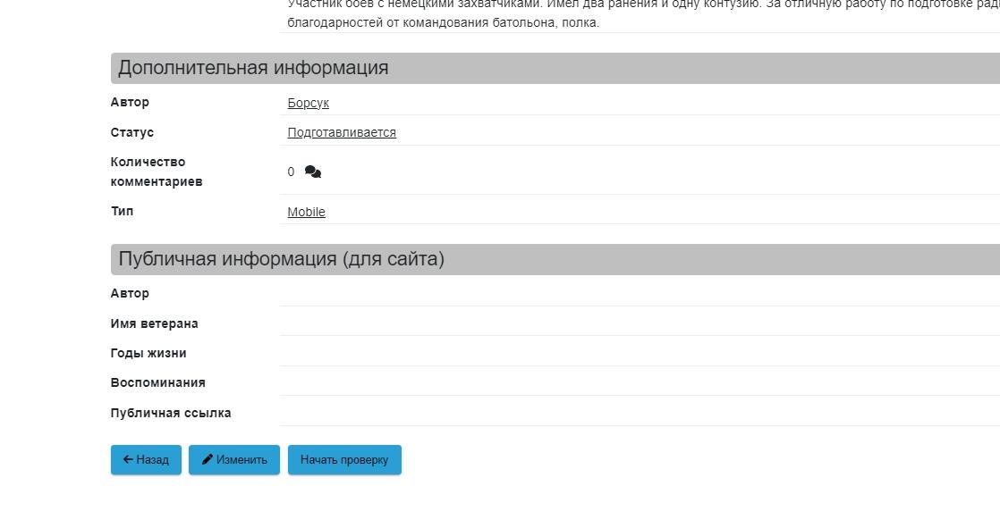 Участник боев с немецкими захватчиками. Имел два ранения и одну контузию. За отличную работу по подготовке
благодарностей от командования батольона, полка.
Дополнительная информация
Автор
Борсук
Статус
Подготавливается
Количество
комментариев
0
Тип
Mobile
Публичная информация (для сайта)
Автор
Имя ветерана
Годы жизни
Воспоминания
Публичная ссылка
Назад
Изменить
Начать проверку